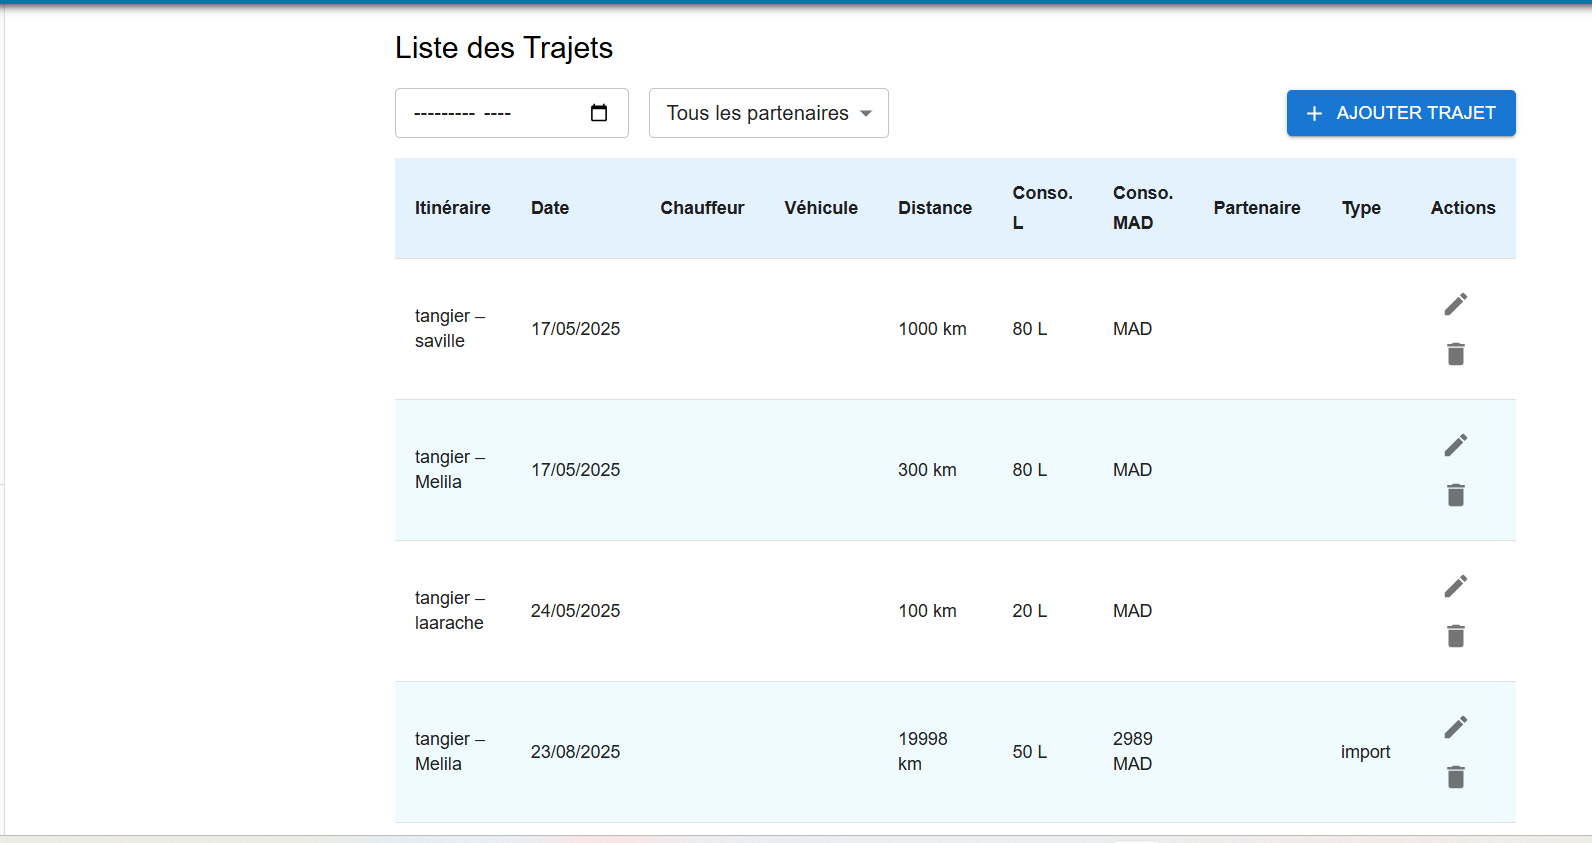 Liste des Trajets
--------- ----
Tous les partenaires
+ AJOUTER TRAJET
Itinéraire Date Chauffeur Véhicule Distance Conso. L Conso. MAD Partenaire Type Actions
tangier –
saville
17/05/2025 1000 km 80 L MAD
tangier –
Melila
17/05/2025 300 km 80 L MAD
tangier –
laarache
24/05/2025 100 km 20 L MAD
tangier –
Melila
23/08/2025
19998
km
50 L
2989
MAD
import